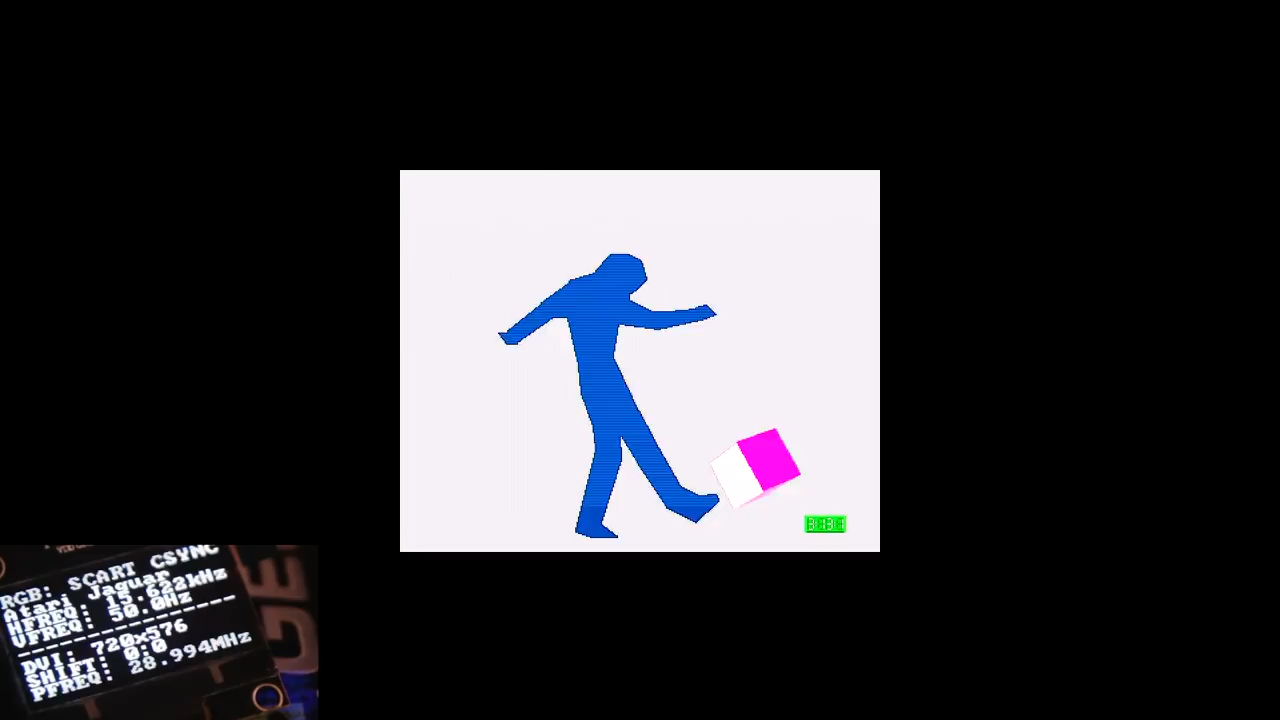 RGB: SCART CSYNC
Atari Jaguar
HFREQ: 15.622kHz
VFREQ: 50.0Hz
--------------
DVI: 720x576
SHIFT: 0:0
PFREQ: 28.994MHz